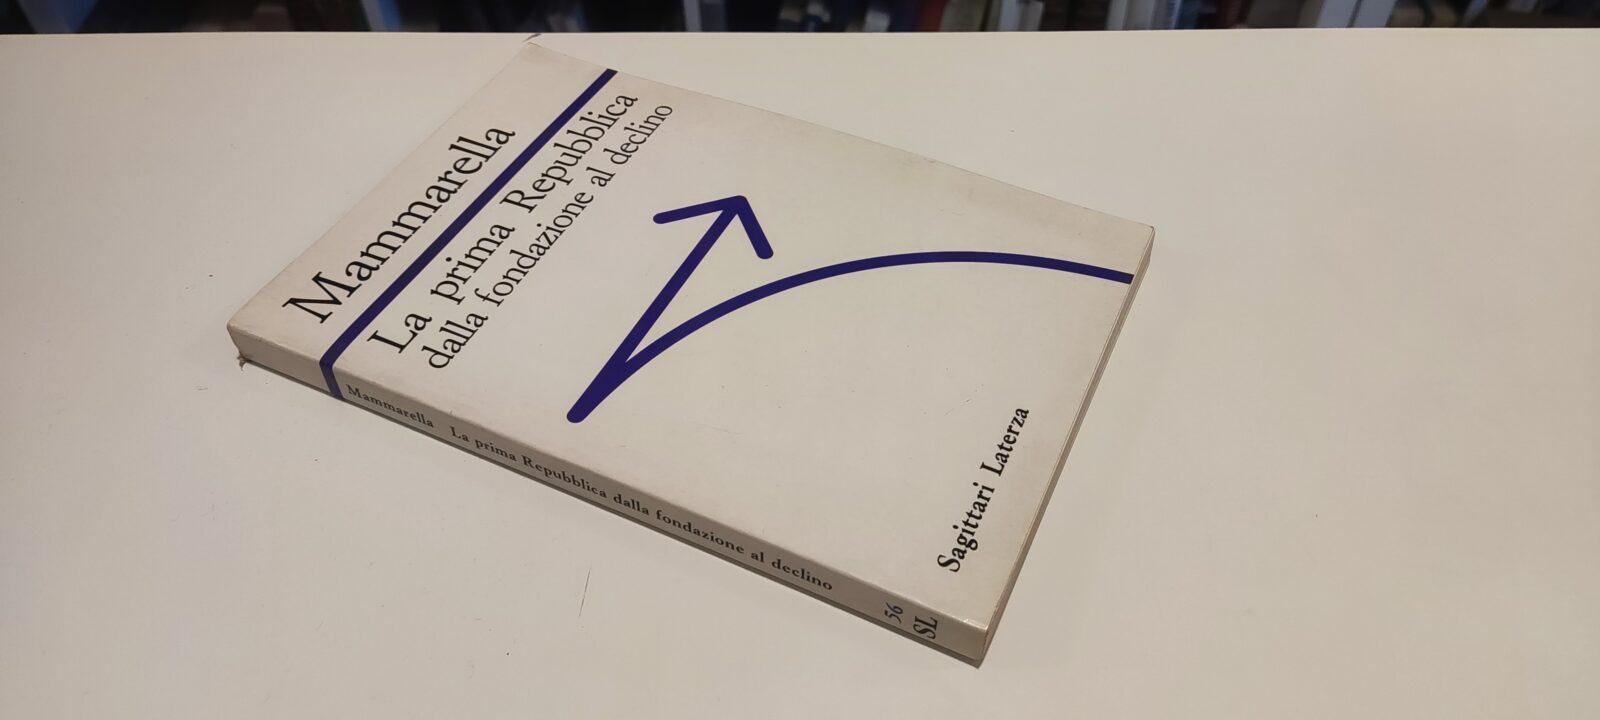 Mammarella
La prima Repubblica
dalla fondazione al declino
Sagittari Laterza
Mammarella La prima Repubblica dalla fondazione al declino
56
SL